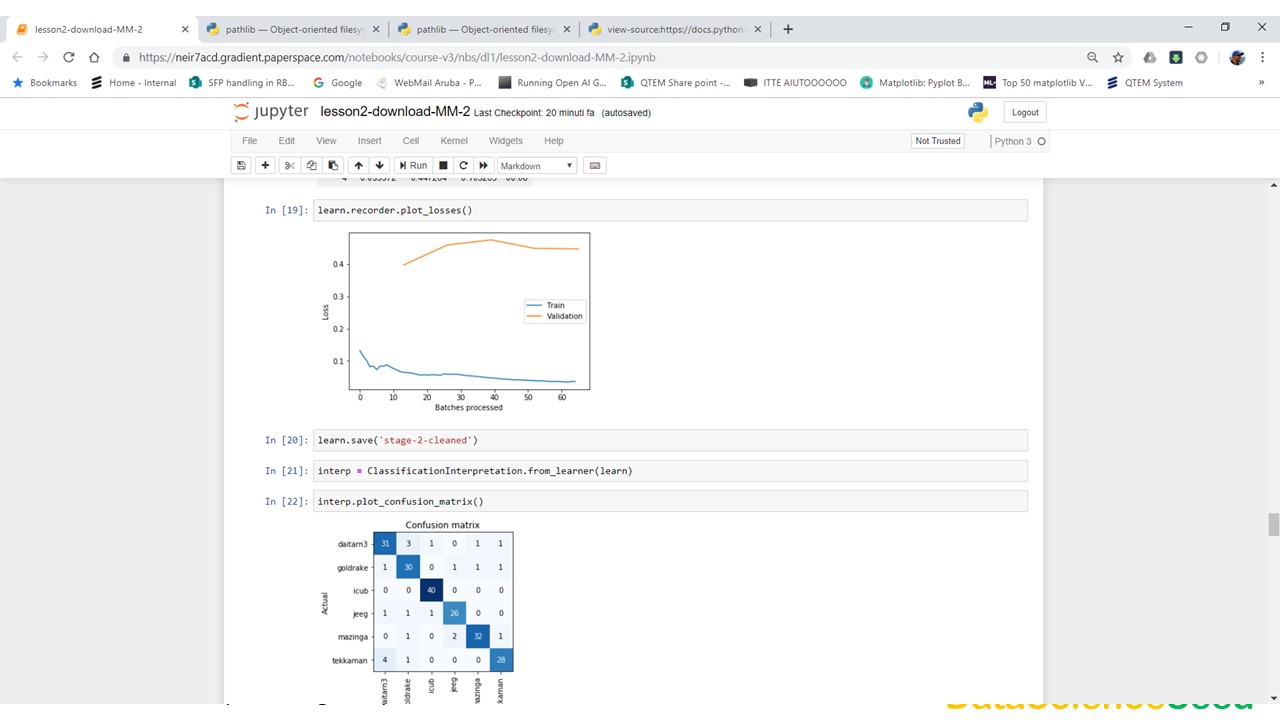 lesson2-download-MM-2
pathlib — Object-oriented filesy
pathlib — Object-oriented filesy
view-source:https://docs.python.
https://neir7acd.gradient.paperspace.com/notebooks/course-v3/nbs/dl1/lesson2-download-MM-2.ipynb
Bookmarks
Home - Internal
SFP handling in RB...
Google
WebMail Aruba - P...
Running Open AI G...
QTEM Share point -...
ITTE AIUTOOOOOO
Matplotlib: Pyplot B...
Top 50 matplotlib V...
QTEM System
»
jupyter lesson2-download-MM-2 Last Checkpoint: 20 minuti fa (autosaved)
Logout
File Edit View Insert Cell Kernel Widgets Help
Not Trusted
Python 3
Run
Markdown
In [19]: learn.recorder.plot_losses()
0.4
0.3
0.2
0.1
Loss
Train
Validation
0 10 20 30 40 50 60
Batches processed
In [20]: learn.save('stage-2-cleaned')
In [21]: interp = ClassificationInterpretation.from_learner(learn)
In [22]: interp.plot_confusion_matrix()
Confusion matrix
Actual
daitarn3 31 3 1 0 1 1
goldrake 1 30 0 1 1 1
icub 0 0 40 0 0 0
jeeg 1 1 1 26 0 0
mazinga 0 1 0 2 32 1
tekkaman 4 1 0 0 0 28
icub
jeeg